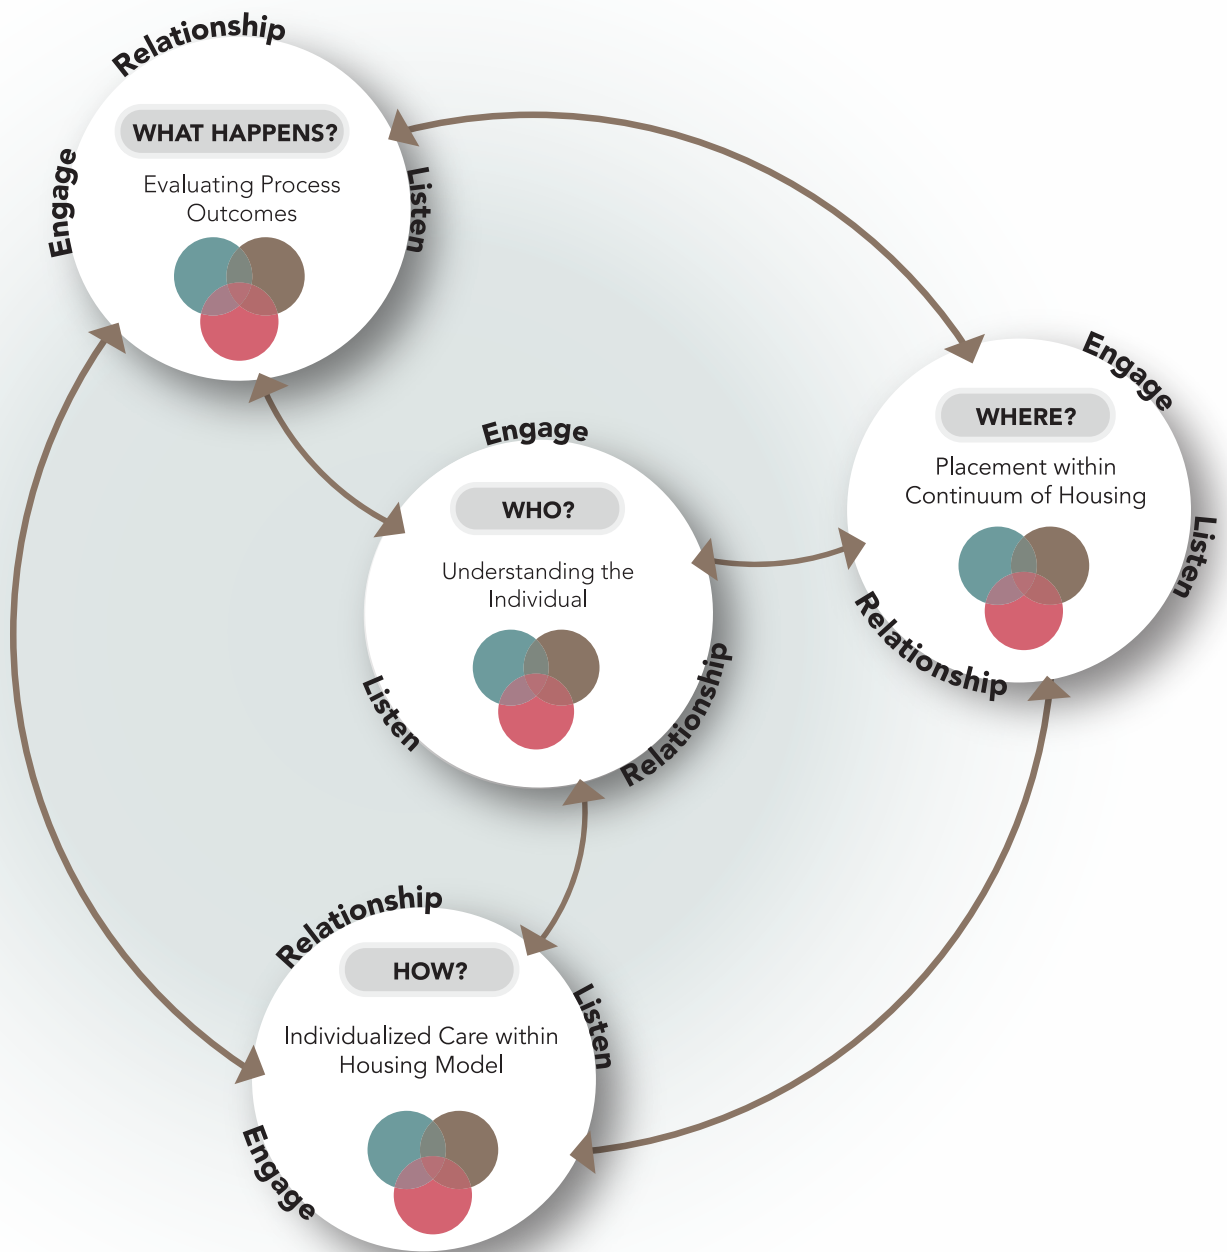 Relationship
Engage
Listen
WHAT HAPPENS?
Evaluating Process
Outcomes
Engage
Listen
Relationship
WHERE?
Placement within
Continuum of Housing
Engage
Listen
Relationship
WHO?
Understanding the
Individual
Relationship
Listen
Engage
HOW?
Individualized Care within
Housing Model